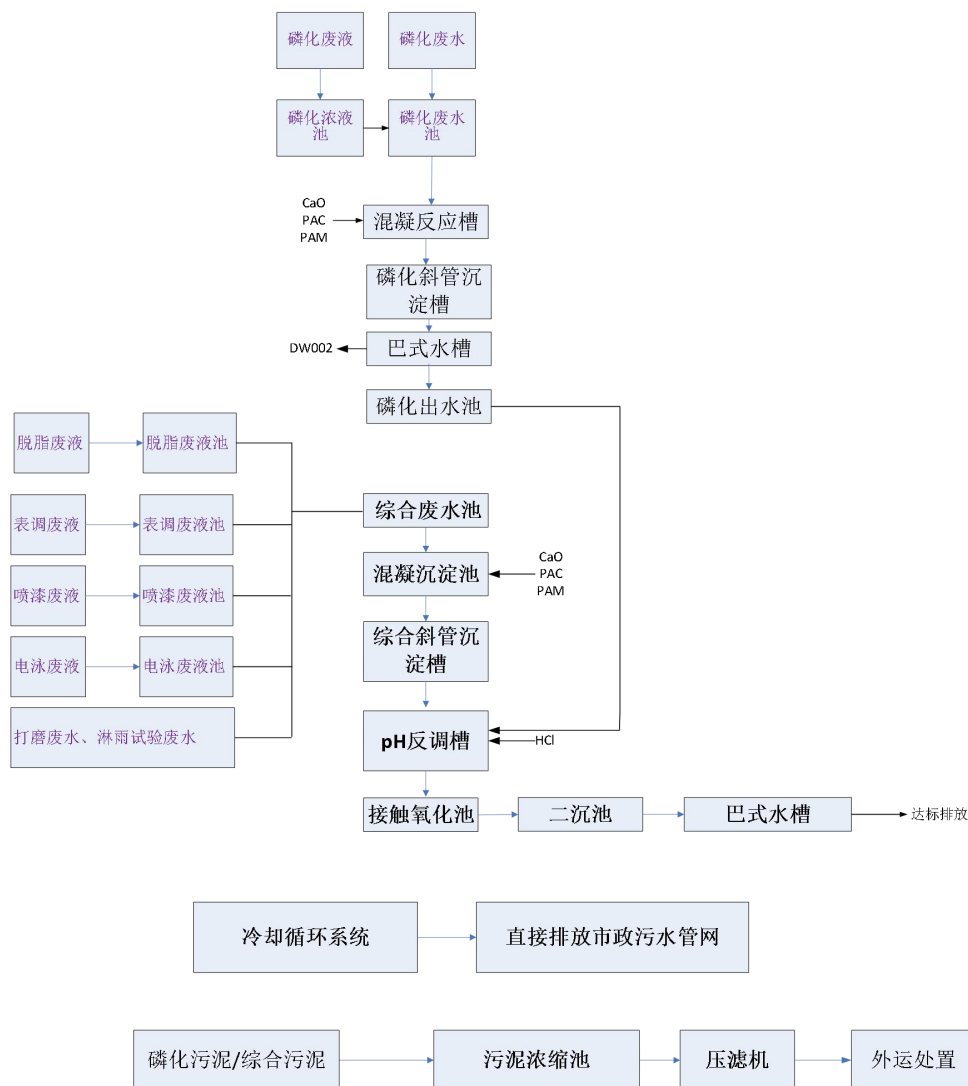 磷化废液
磷化废水
磷化浓液
池
磷化废水
池
CaO
PAC
PAM
混凝反应槽
磷化斜管沉
淀槽
DW002
巴式水槽
磷化出水池
脱脂废液
脱脂废液池
表调废液
表调废液池
综合废水池
混凝沉淀池
CaO
PAC
PAM
喷漆废液
喷漆废液池
综合斜管沉
淀槽
电泳废液
电泳废液池
打磨废水、淋雨试验废水
pH反调槽
HCl
接触氧化池
二沉池
巴式水槽
达标排放
冷却循环系统
直接排放市政污水管网
磷化污泥/综合污泥
污泥浓缩池
压滤机
外运处置